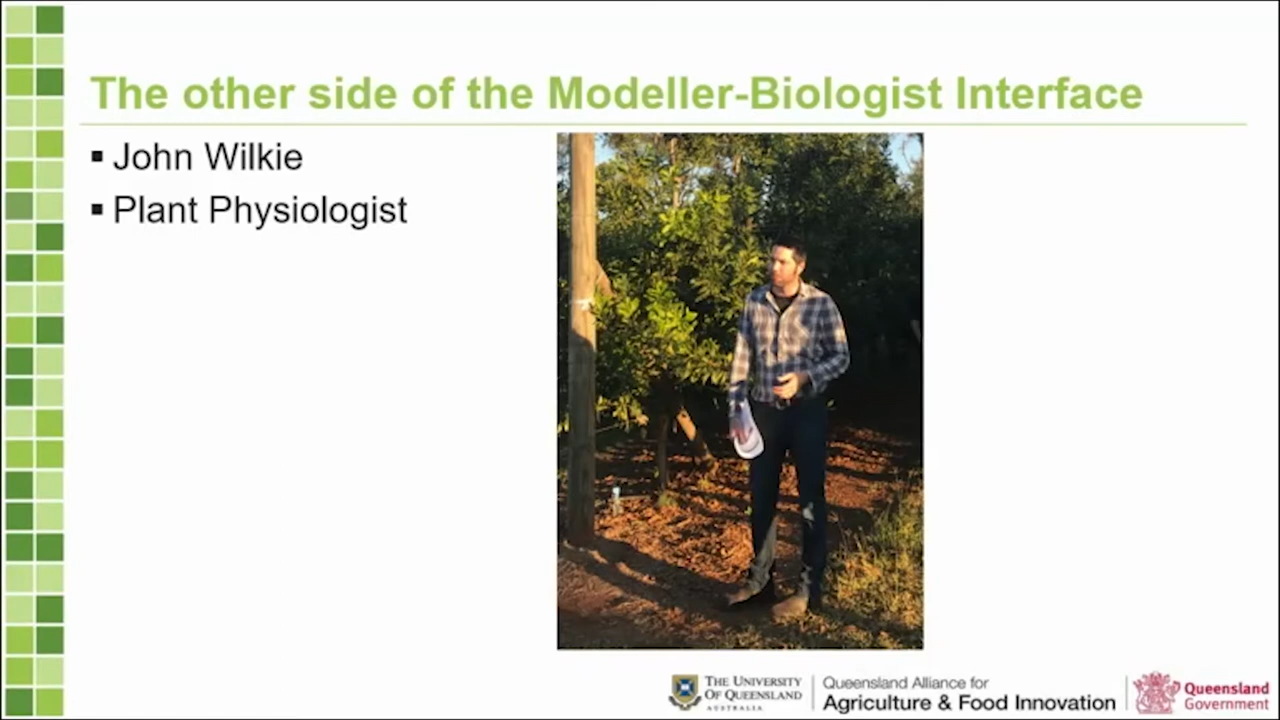 The other side of the Modeller-Biologist Interface
John Wilkie
Plant Physiologist
THE UNIVERSITY
OF QUEENSLAND
AUSTRALIA
Queensland Alliance for
Agriculture & Food Innovation
Queensland
Government